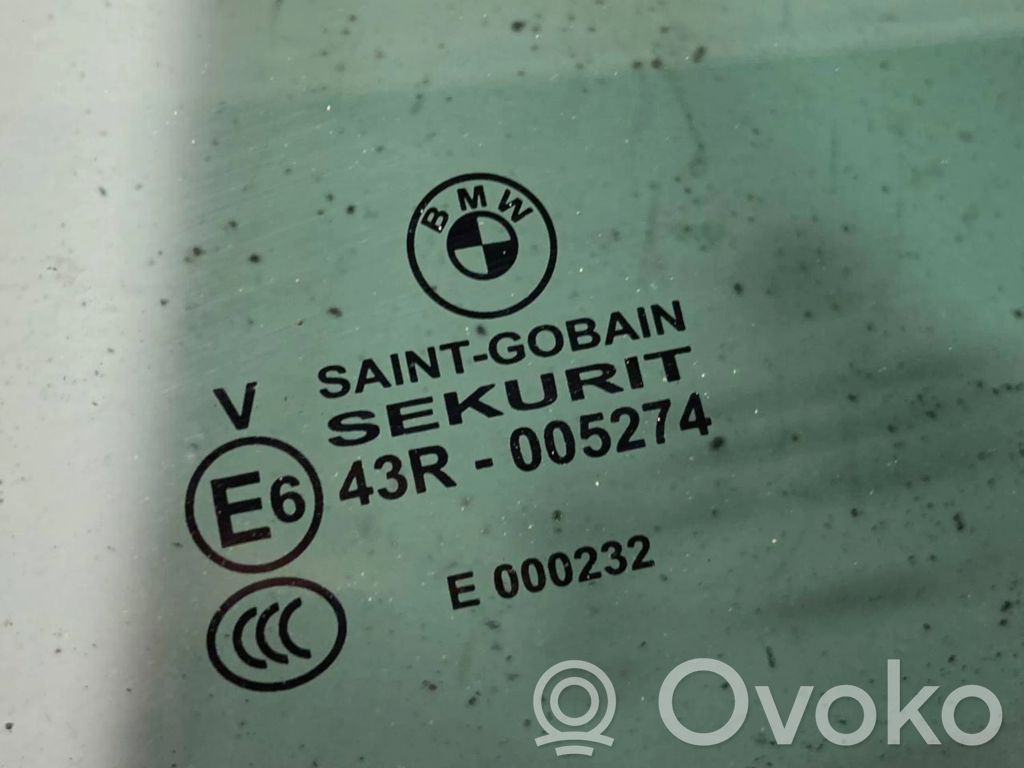 BMW
SAINT-GOBAIN
SEKURIT
V
E6 43R - 005274
E 000232
CCC
Ovoko